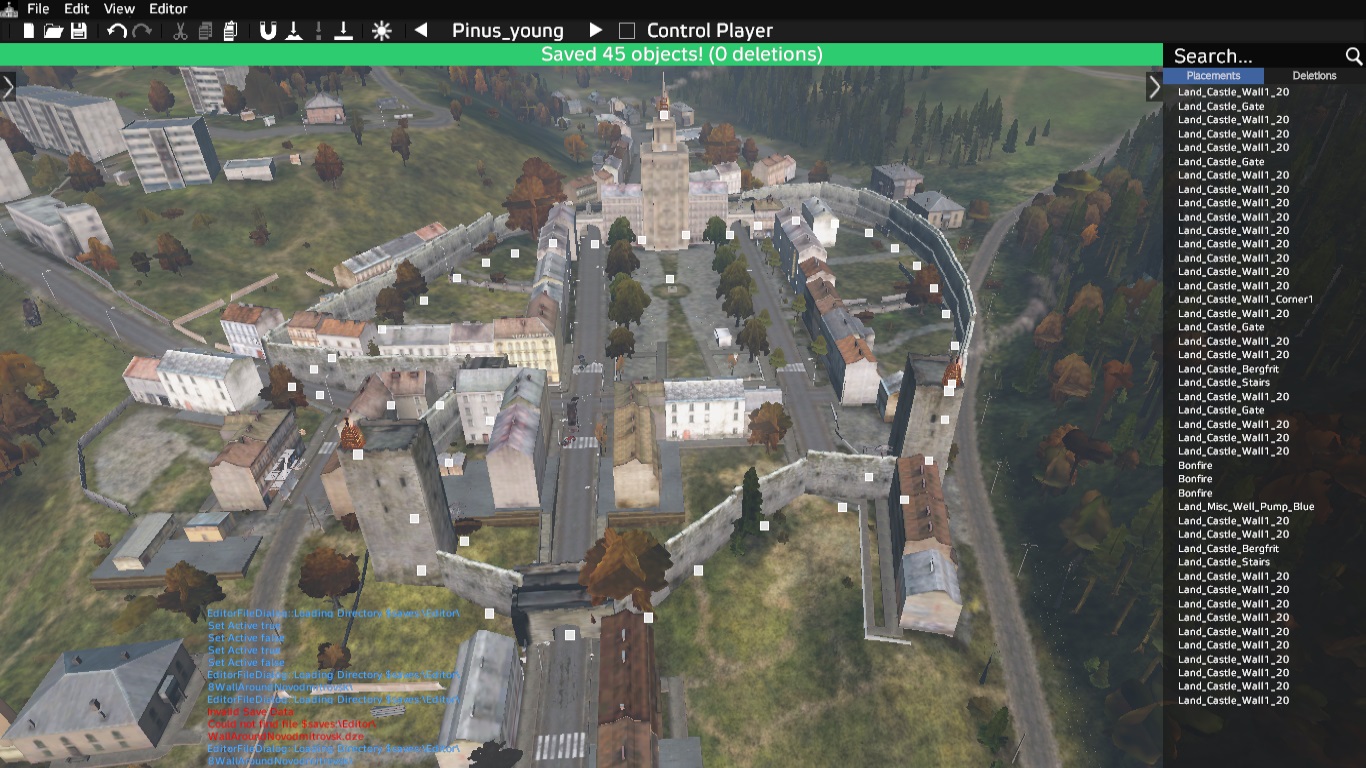 File Edit View Editor
Pinus_young Control Player
Saved 45 objects! (0 deletions)
Search...
Placements Deletions
Land_Castle_Wall1_20
Land_Castle_Gate
Land_Castle_Wall1_20
Land_Castle_Wall1_20
Land_Castle_Wall1_20
Land_Castle_Gate
Land_Castle_Wall1_20
Land_Castle_Wall1_20
Land_Castle_Wall1_20
Land_Castle_Wall1_20
Land_Castle_Wall1_20
Land_Castle_Wall1_20
Land_Castle_Wall1_20
Land_Castle_Wall1_20
Land_Castle_Wall1_20
Land_Castle_Wall1_Corner1
Land_Castle_Wall1_20
Land_Castle_Gate
Land_Castle_Wall1_20
Land_Castle_Wall1_20
Land_Castle_Bergfrit
Land_Castle_Stairs
Land_Castle_Wall1_20
Land_Castle_Gate
Land_Castle_Wall1_20
Land_Castle_Wall1_20
Land_Castle_Wall1_20
Bonfire
Bonfire
Bonfire
Land_Misc_Well_Pump_Blue
Land_Castle_Wall1_20
Land_Castle_Wall1_20
Land_Castle_Bergfrit
Land_Castle_Stairs
Land_Castle_Wall1_20
Land_Castle_Wall1_20
Land_Castle_Wall1_20
Land_Castle_Wall1_20
Land_Castle_Wall1_20
Land_Castle_Wall1_20
Land_Castle_Wall1_20
Land_Castle_Wall1_20
Land_Castle_Wall1_20
Land_Castle_Wall1_20
EditorFileDialog::Loading Directory $saves:\Editor\
Set Active true
Set Active false
Set Active true
Set Active false
EditorFileDialog::Loading Directory $saves:\Editor\
8WallAroundNovodmitrovsk\
EditorFileDialog::Loading Directory $saves:\Editor\
Invalid Save Data
Could not find file $saves:\Editor\
WallAroundNovodmitrovsk.dze
EditorFileDialog::Loading Directory $saves:\Editor\
8WallAroundNovodmitrovsk\